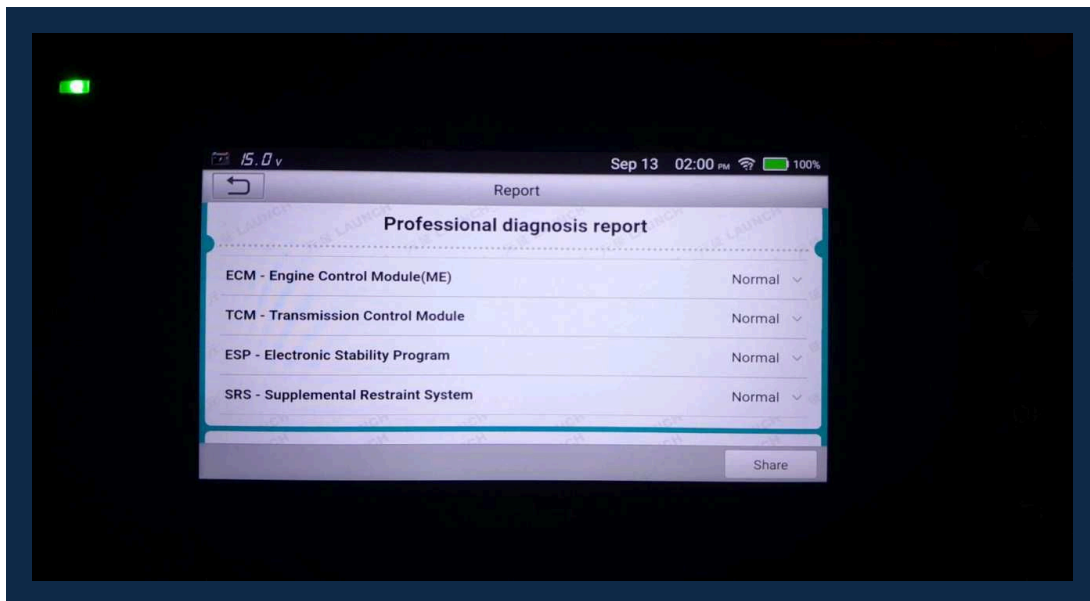 15.0 v Sep 13 02:00 PM 100%
Report
Professional diagnosis report
ECM - Engine Control Module(ME) Normal
TCM - Transmission Control Module Normal
ESP - Electronic Stability Program Normal
SRS - Supplemental Restraint System Normal
Share